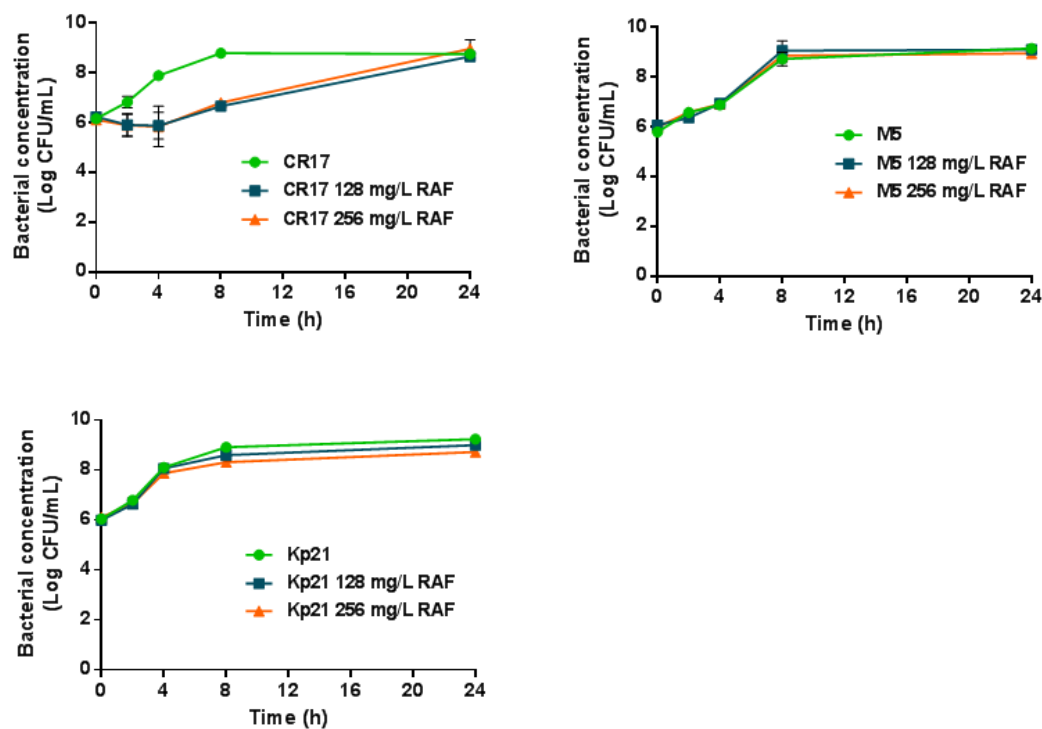 Bacterial concentration
(Log CFU/mL)
10
8
6
4
2
0
CR17
CR17 128 mg/L RAF
CR17 256 mg/L RAF
0 4 8 12 16 20 24
Time (h)
Bacterial concentration
(Log CFU/mL)
10
8
6
4
2
0
M5
M5 128 mg/L RAF
M5 256 mg/L RAF
0 4 8 12 16 20 24
Time (h)
Bacterial concentration
(Log CFU/mL)
10
8
6
4
2
0
Kp21
Kp21 128 mg/L RAF
Kp21 256 mg/L RAF
0 4 8 12 16 20 24
Time (h)